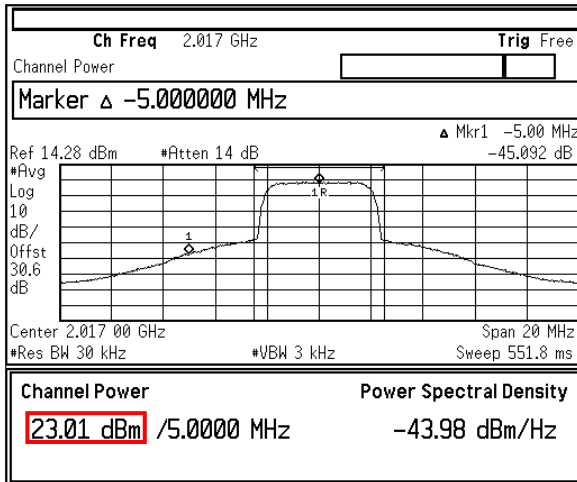 Ch Freq 2.017 GHz Trig Free
Channel Power
Marker Δ -5.000000 MHz
Δ Mkr1 -5.00 MHz
Ref 14.28 dBm #Atten 14 dB -45.092 dB
#Avg
Log
10
dB/
Offst
30.6
dB
1R
1
Center 2.017 00 GHz Span 20 MHz
#Res BW 30 kHz #VBW 3 kHz Sweep 551.8 ms
Channel Power Power Spectral Density
23.01 dBm /5.0000 MHz -43.98 dBm/Hz